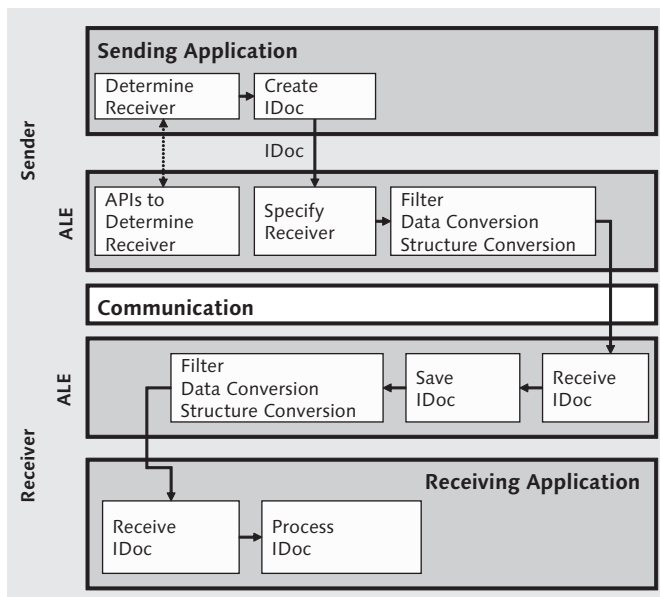 Sender
Sending Application
Determine
Receiver
Create
IDoc
IDoc
ALE
APIs to
Determine
Receiver
Specify
Receiver
Filter
Data Conversion
Structure Conversion
Communication
Receiver
ALE
Filter
Data Conversion
Structure Conversion
Save
IDoc
Receive
IDoc
Receiving Application
Receive
IDoc
Process
IDoc